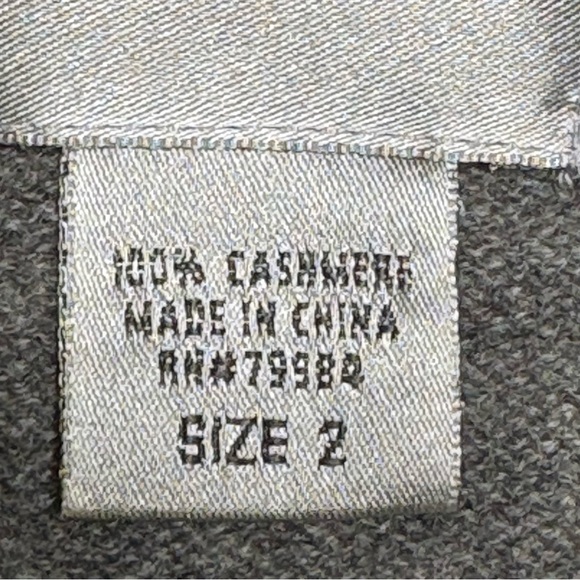 100% CASHMERE
MADE IN CHINA
RN#79982
SIZE 2